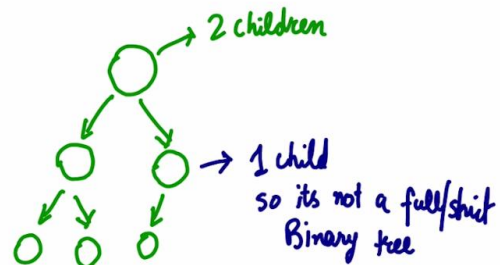 2 children
1 child
so its not a full/strict
Binary tree